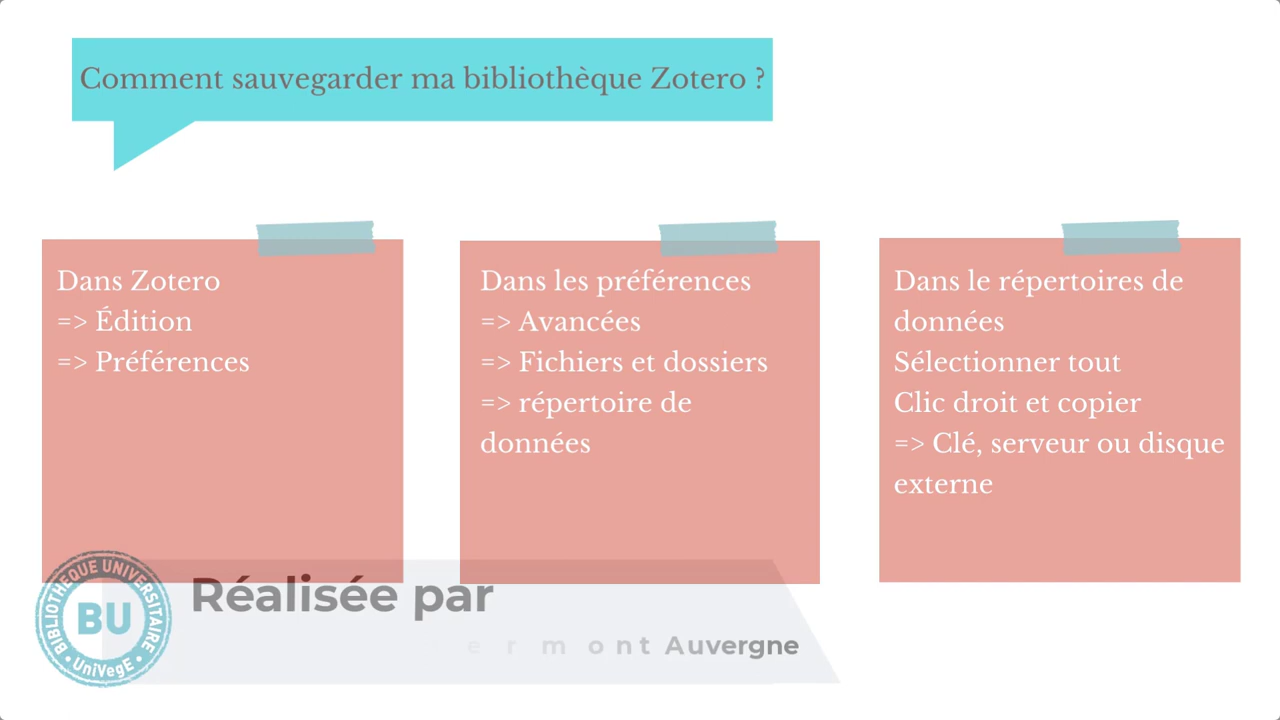 Comment sauvegarder ma bibliothèque Zotero ?
Dans Zotero
=> Édition
=> Préférences
Dans les préférences
=> Avancées
=> Fichiers et dossiers
=> répertoire de
données
Dans le répertoires de
données
Sélectionner tout
Clic droit et copier
=> Clé, serveur ou disque
externe
BIBLIOTHEQUE UNIVERSITAIRE
BU
UniVegE
Réalisée par
e r m o n t Auvergne